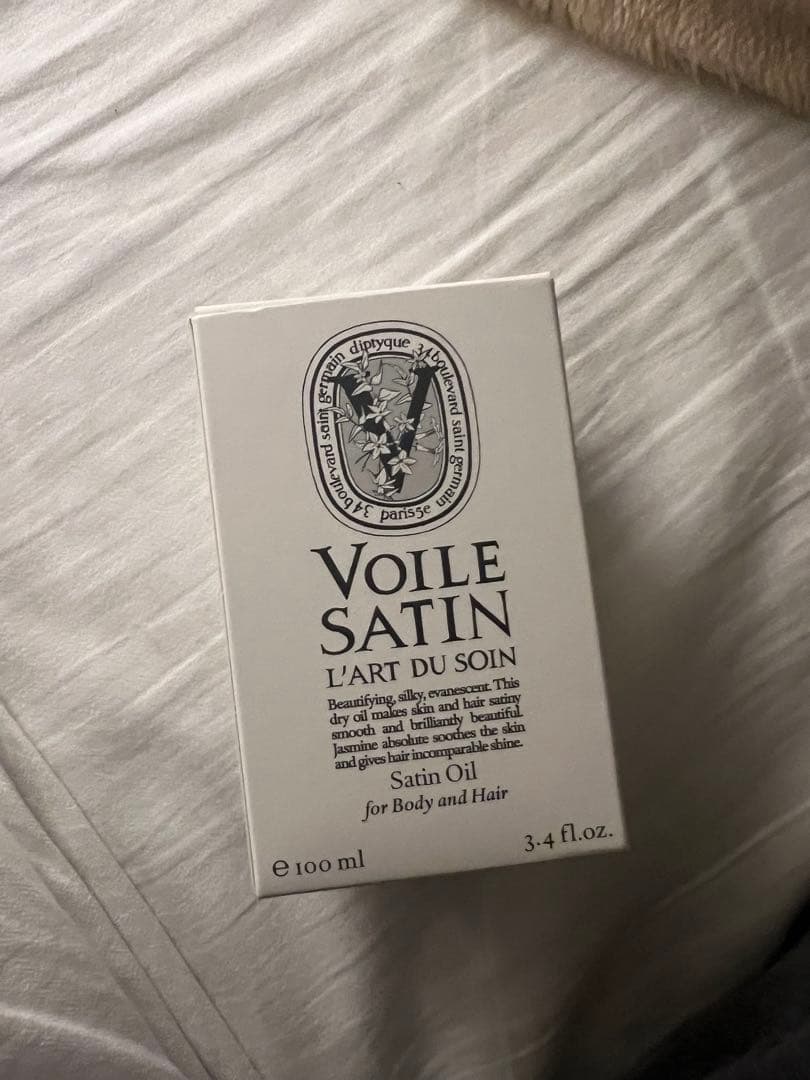 diptyque 34 boulevard saint germain paris5e 34 boulevard saint germain
V
VOILE
SATIN
L'ART DU SOIN
Beautifying, silky, evanescent. This
dry oil makes skin and hair satiny
smooth and brilliantly beautiful.
Jasmine absolute soothes the skin
and gives hair incomparable shine.
Satin Oil
for Body and Hair
e 100 ml
3.4 fl.oz.